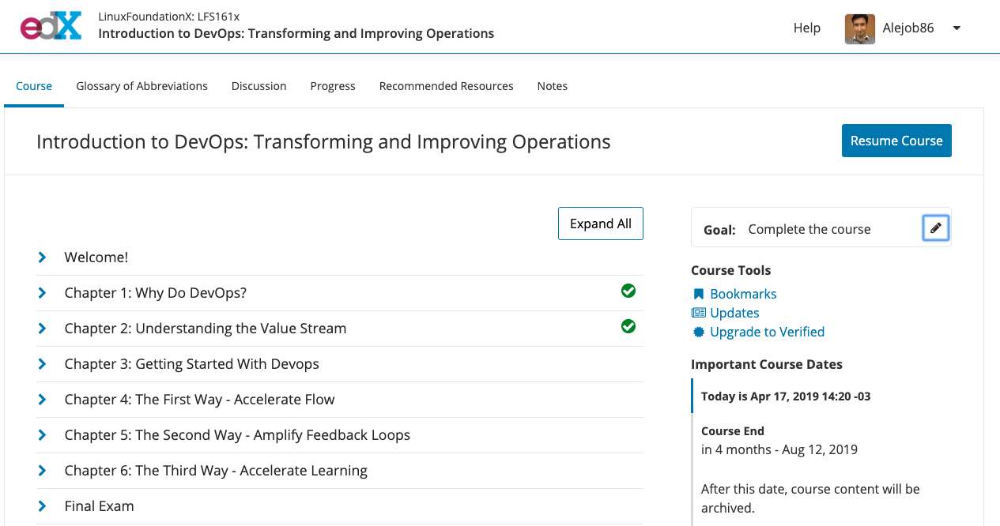 edX
LinuxFoundationX: LFS161x
Introduction to DevOps: Transforming and Improving Operations
Help
Alejob86
Course
Glossary of Abbreviations
Discussion
Progress
Recommended Resources
Notes
Introduction to DevOps: Transforming and Improving Operations
Resume Course
Expand All
Welcome!
Chapter 1: Why Do DevOps?
Chapter 2: Understanding the Value Stream
Chapter 3: Getting Started With Devops
Chapter 4: The First Way - Accelerate Flow
Chapter 5: The Second Way - Amplify Feedback Loops
Chapter 6: The Third Way - Accelerate Learning
Final Exam
Goal: Complete the course
Course Tools
Bookmarks
Updates
Upgrade to Verified
Important Course Dates
Today is Apr 17, 2019 14:20 -03
Course End
in 4 months - Aug 12, 2019
After this date, course content will be
archived.